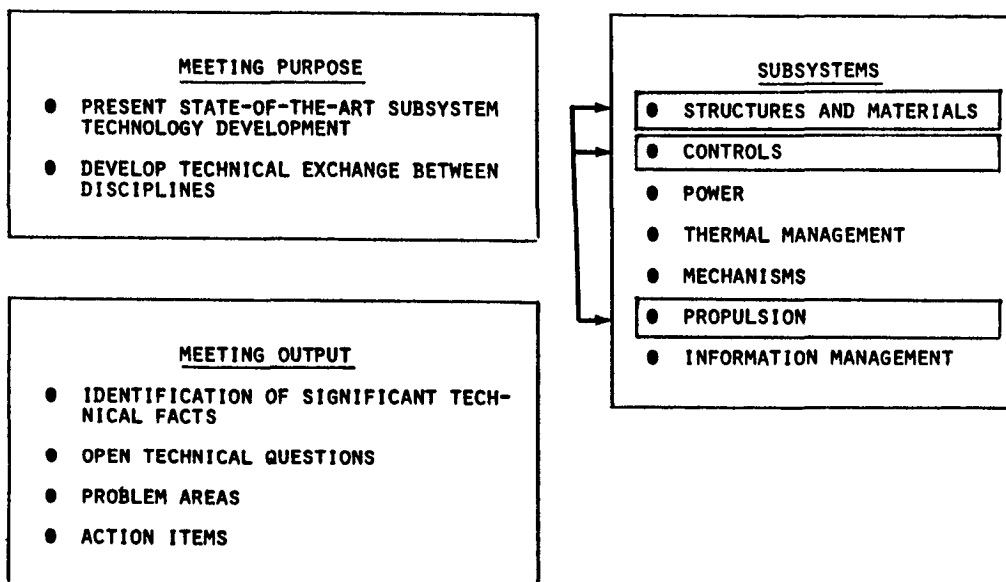 MEETING PURPOSE
● PRESENT STATE-OF-THE-ART SUBSYSTEM
TECHNOLOGY DEVELOPMENT
● DEVELOP TECHNICAL EXCHANGE BETWEEN
DISCIPLINES
MEETING OUTPUT
● IDENTIFICATION OF SIGNIFICANT TECH-
NICAL FACTS
● OPEN TECHNICAL QUESTIONS
● PROBLEM AREAS
● ACTION ITEMS
SUBSYSTEMS
● STRUCTURES AND MATERIALS
● CONTROLS
● POWER
● THERMAL MANAGEMENT
● MECHANISMS
● PROPULSION
● INFORMATION MANAGEMENT